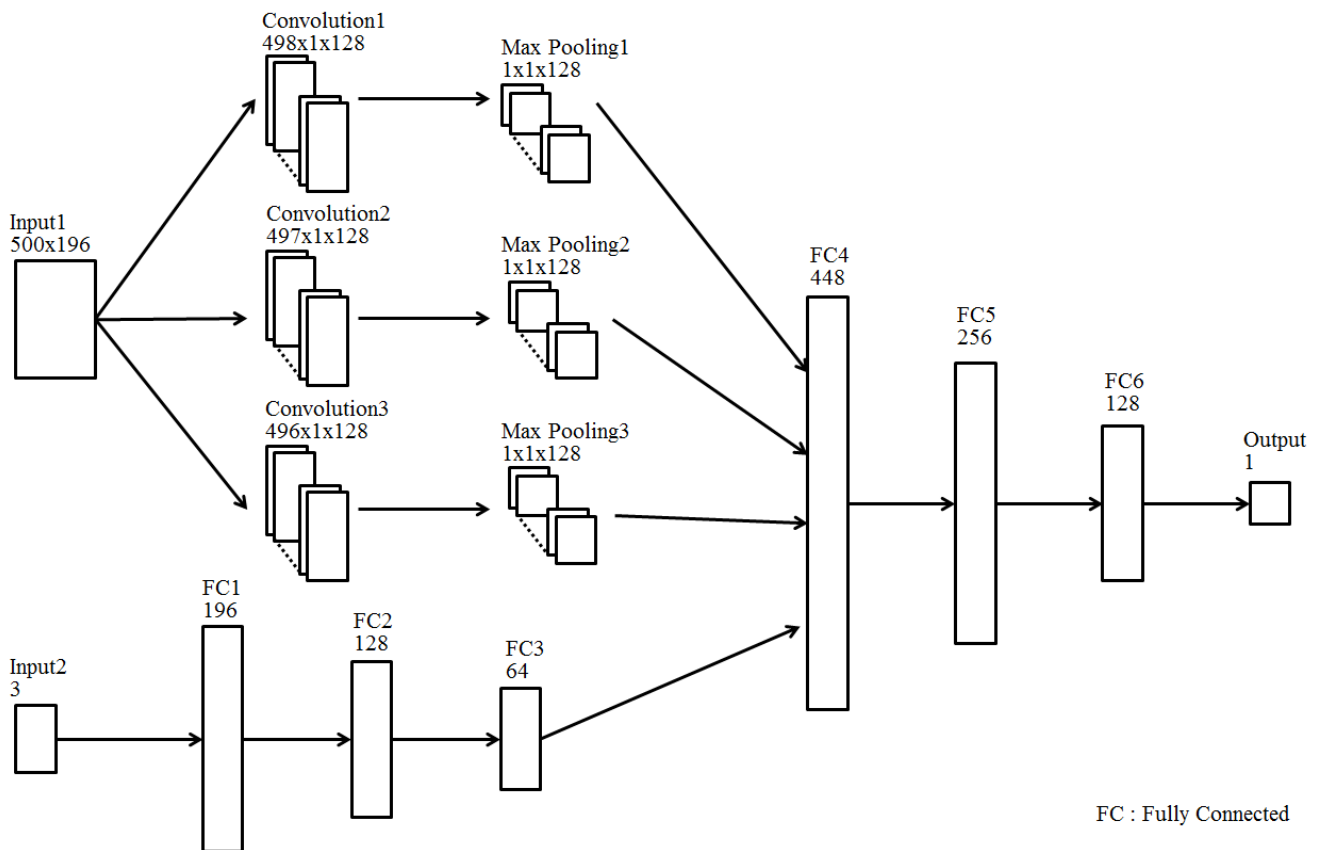 Convolution1
498x1x128
Max Pooling1
1x1x128
Input1
500x196
Convolution2
497x1x128
Max Pooling2
1x1x128
FC4
448
FC5
256
FC6
128
Convolution3
496x1x128
Max Pooling3
1x1x128
Output
1
FC1
196
FC2
128
FC3
64
Input2
3
FC : Fully Connected